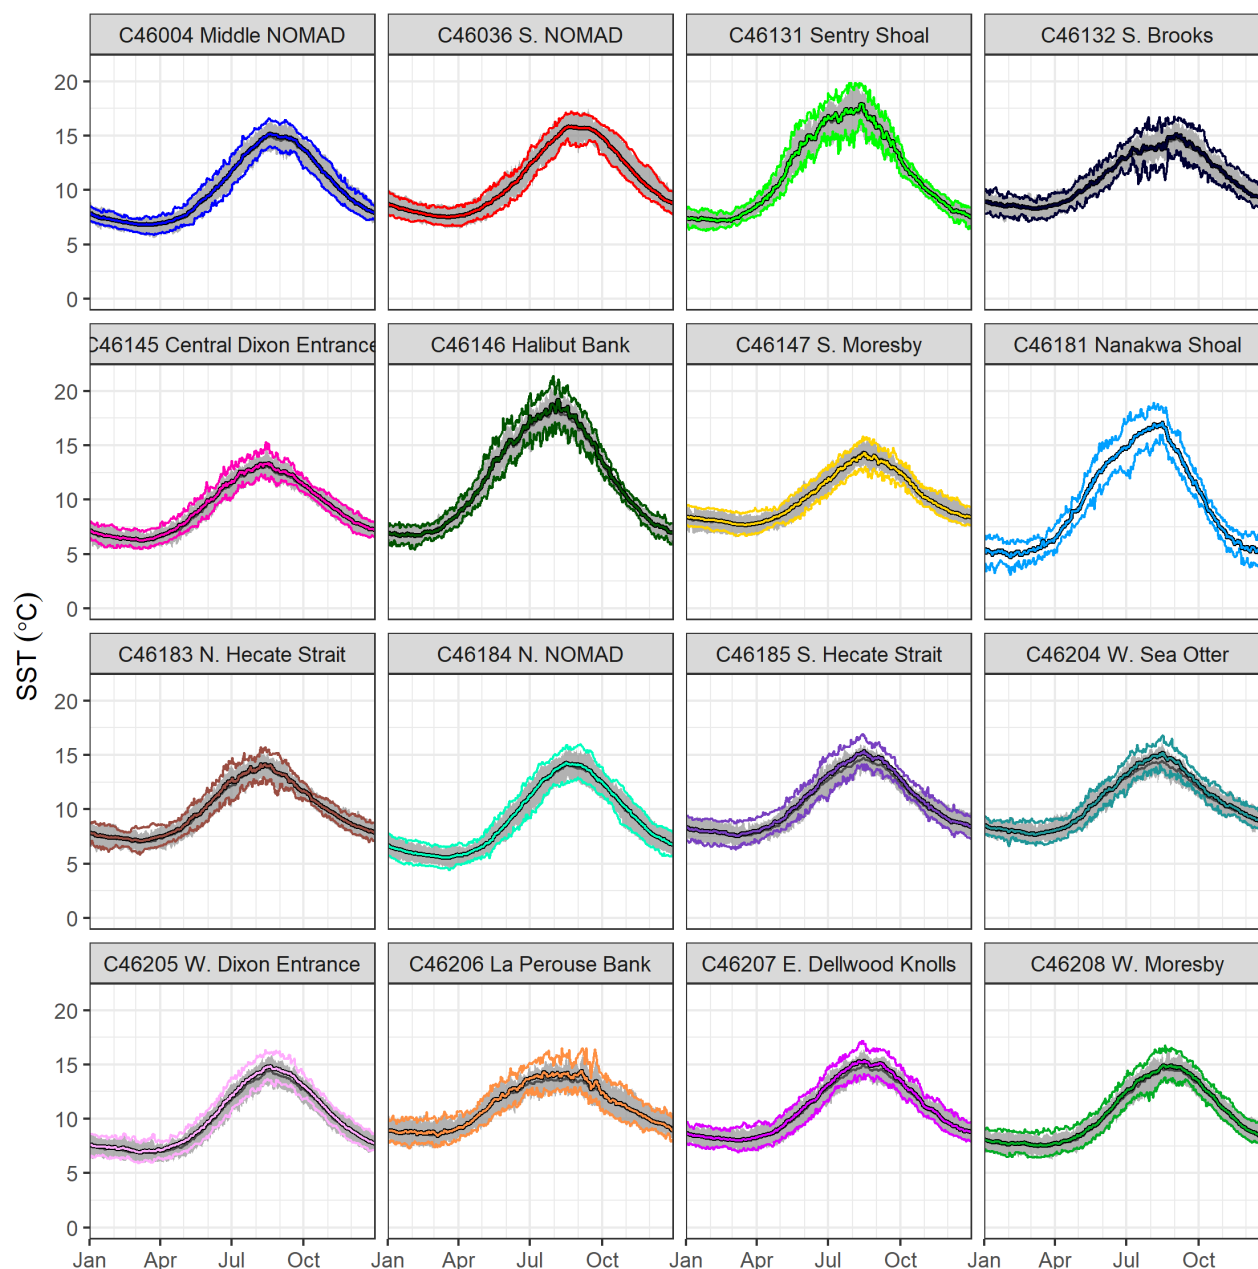 C46004 Middle NOMAD
C46036 S. NOMAD
C46131 Sentry Shoal
C46132 S. Brooks
20
15
10
5
0
C46145 Central Dixon Entrance
C46146 Halibut Bank
C46147 S. Moresby
C46181 Nanakwa Shoal
20
15
10
5
0
SST (°C)
C46183 N. Hecate Strait
C46184 N. NOMAD
C46185 S. Hecate Strait
C46204 W. Sea Otter
20
15
10
5
0
C46205 W. Dixon Entrance
C46206 La Perouse Bank
C46207 E. Dellwood Knolls
C46208 W. Moresby
20
15
10
5
0
Jan Apr Jul Oct Jan Apr Jul Oct Jan Apr Jul Oct Jan Apr Jul Oct